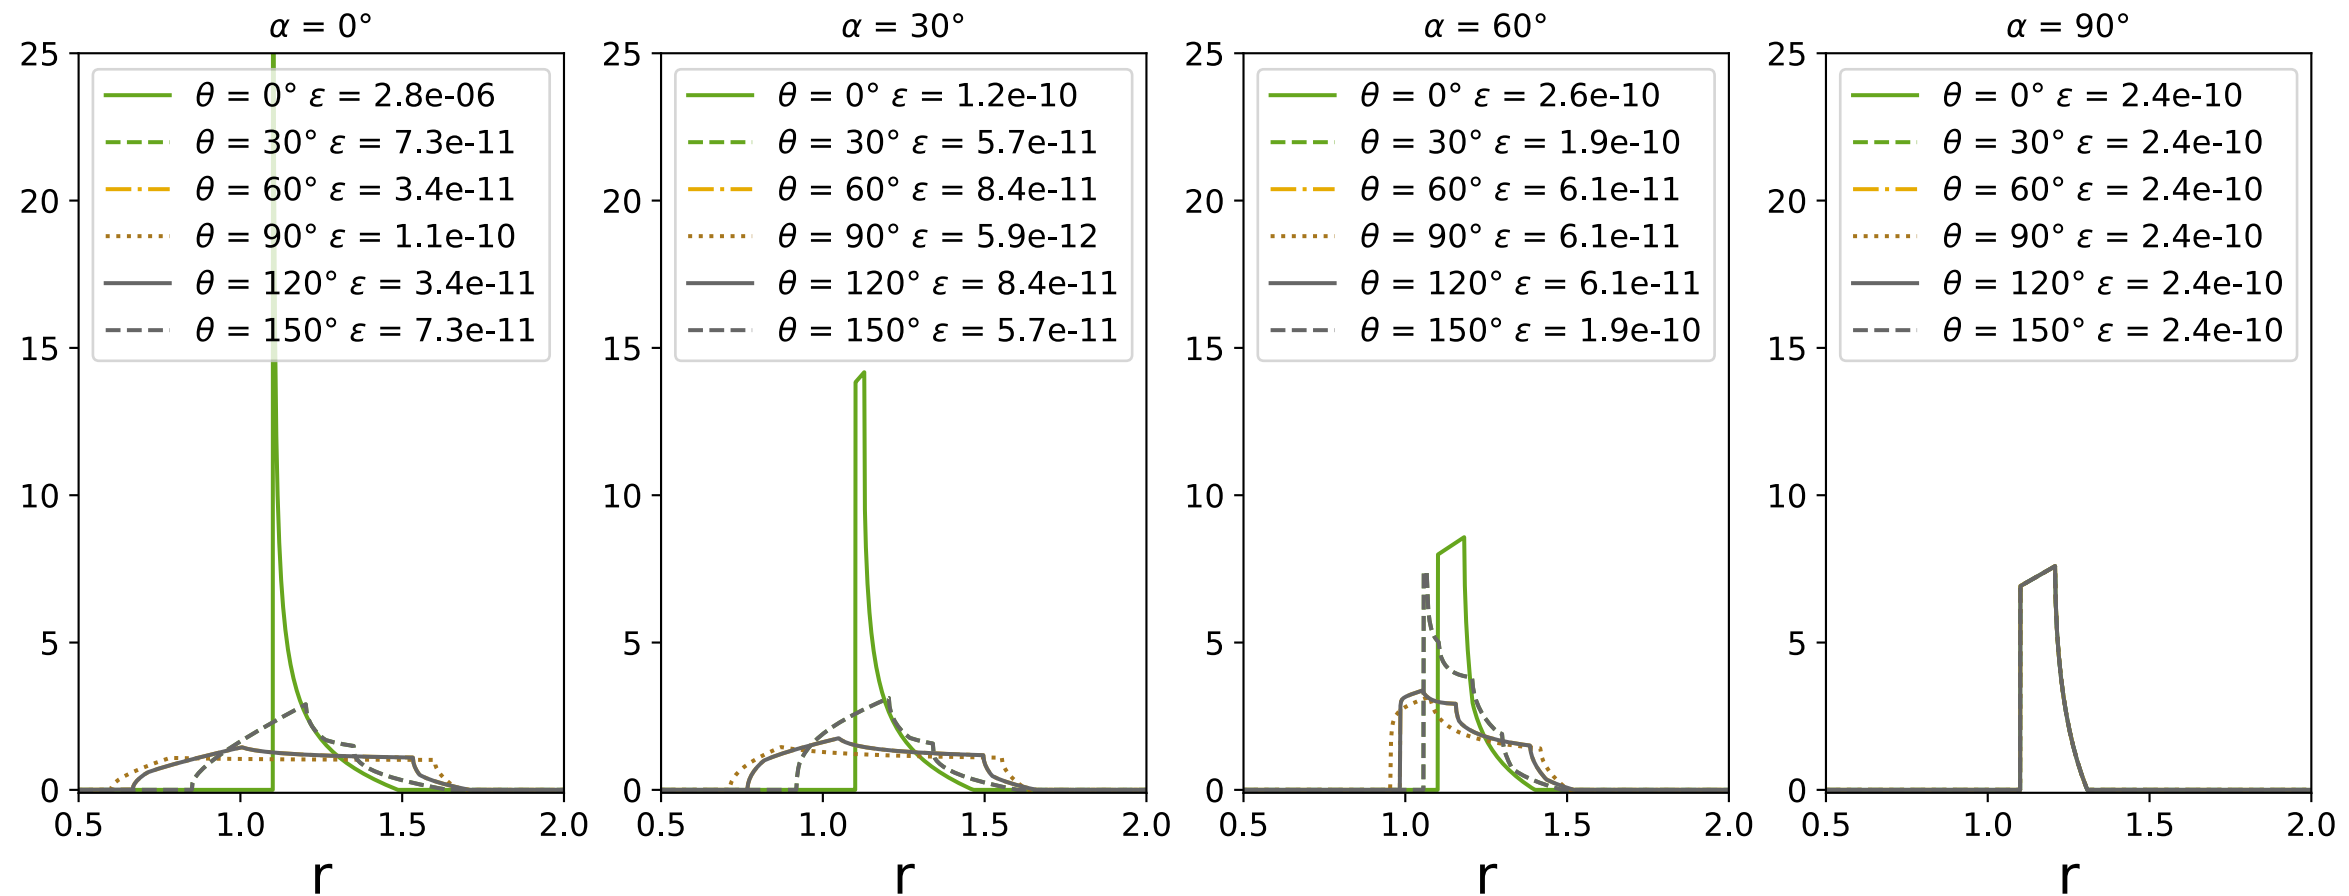 α = 0°
25
20
15
10
5
0
θ = 0° ε = 2.8e-06
θ = 30° ε = 7.3e-11
θ = 60° ε = 3.4e-11
θ = 90° ε = 1.1e-10
θ = 120° ε = 3.4e-11
θ = 150° ε = 7.3e-11
0.5 1.0 1.5 2.0
r
α = 30°
25
20
15
10
5
0
θ = 0° ε = 1.2e-10
θ = 30° ε = 5.7e-11
θ = 60° ε = 8.4e-11
θ = 90° ε = 5.9e-12
θ = 120° ε = 8.4e-11
θ = 150° ε = 5.7e-11
0.5 1.0 1.5 2.0
r
α = 60°
25
20
15
10
5
0
θ = 0° ε = 2.6e-10
θ = 30° ε = 1.9e-10
θ = 60° ε = 6.1e-11
θ = 90° ε = 6.1e-11
θ = 120° ε = 6.1e-11
θ = 150° ε = 1.9e-10
0.5 1.0 1.5 2.0
r
α = 90°
25
20
15
10
5
0
θ = 0° ε = 2.4e-10
θ = 30° ε = 2.4e-10
θ = 60° ε = 2.4e-10
θ = 90° ε = 2.4e-10
θ = 120° ε = 2.4e-10
θ = 150° ε = 2.4e-10
0.5 1.0 1.5 2.0
r